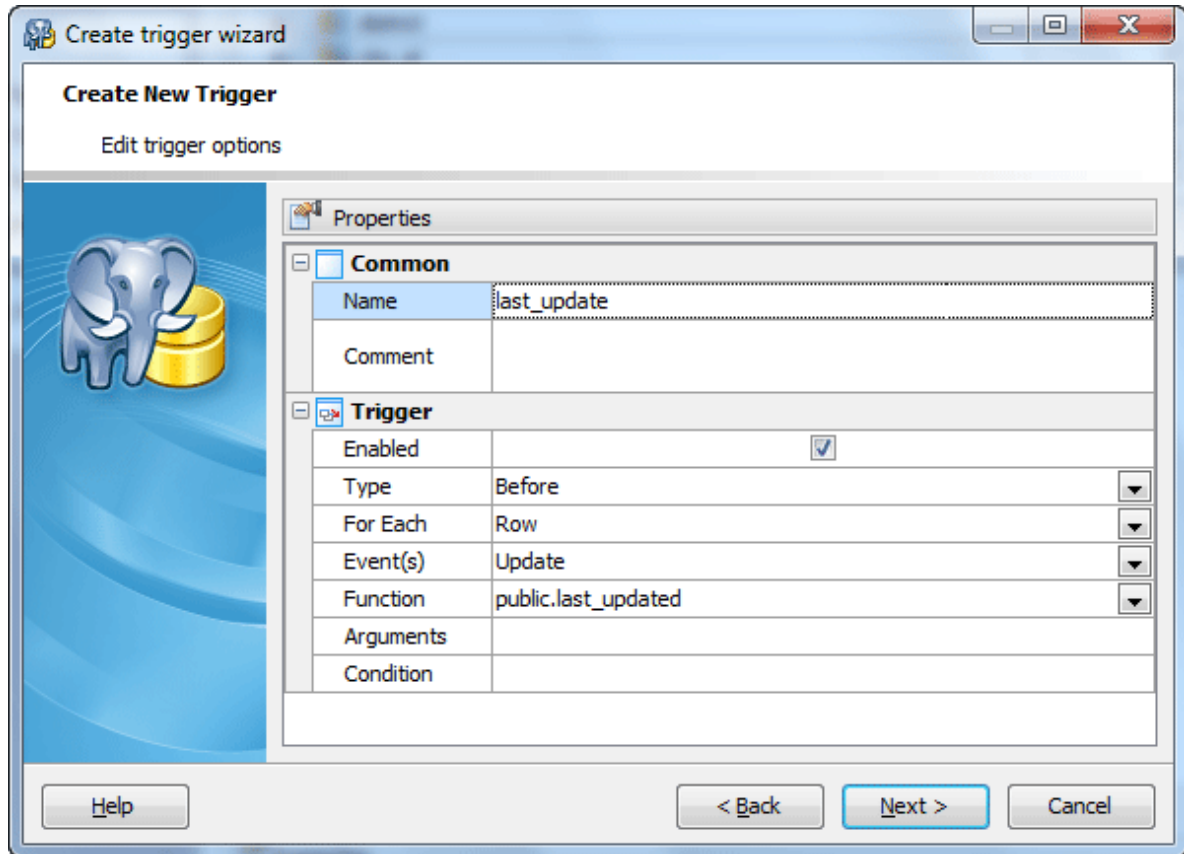 Create trigger wizard
Create New Trigger
Edit trigger options
Properties
Common
Name last_update
Comment
Trigger
Enabled
Type Before
For Each Row
Event(s) Update
Function public.last_updated
Arguments
Condition
Help < Back Next > Cancel